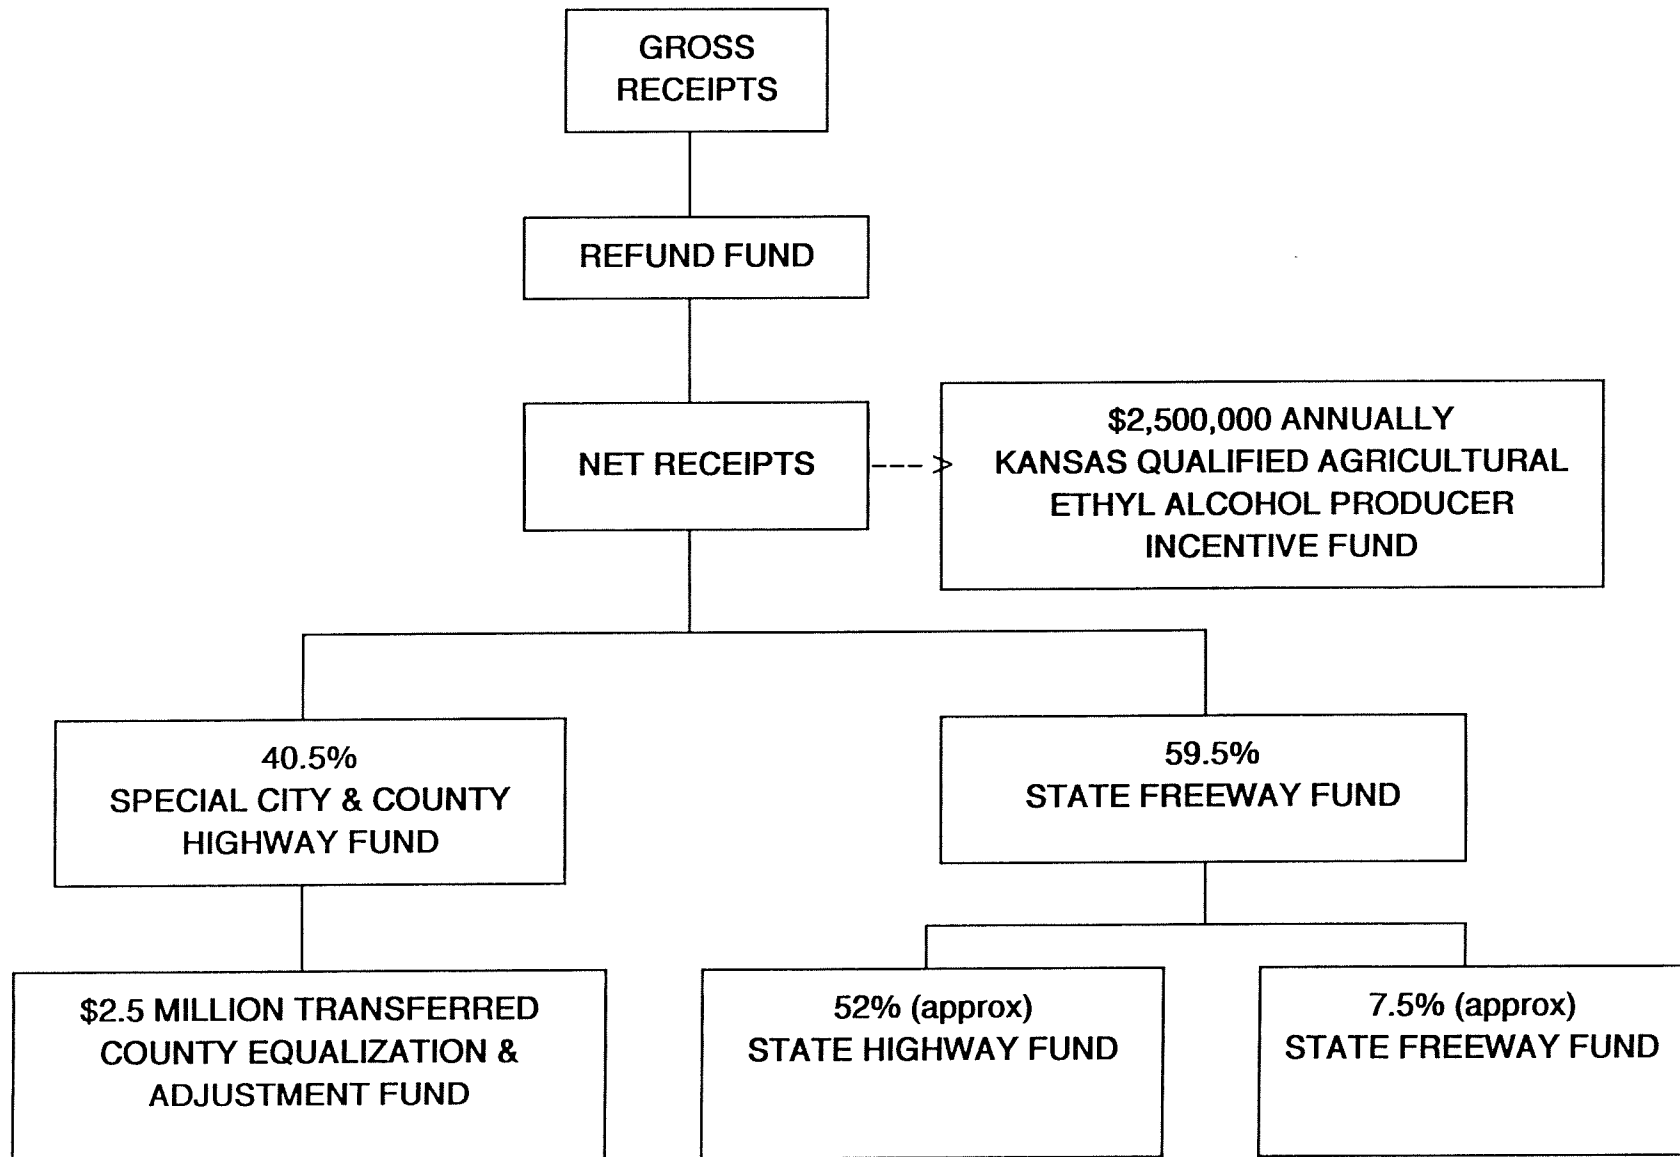 GROSS
RECEIPTS
REFUND FUND
NET RECEIPTS
--->
$2,500,000 ANNUALLY
KANSAS QUALIFIED AGRICULTURAL
ETHYL ALCOHOL PRODUCER
INCENTIVE FUND
40.5%
SPECIAL CITY & COUNTY
HIGHWAY FUND
59.5%
STATE FREEWAY FUND
$2.5 MILLION TRANSFERRED
COUNTY EQUALIZATION &
ADJUSTMENT FUND
52% (approx)
STATE HIGHWAY FUND
7.5% (approx)
STATE FREEWAY FUND